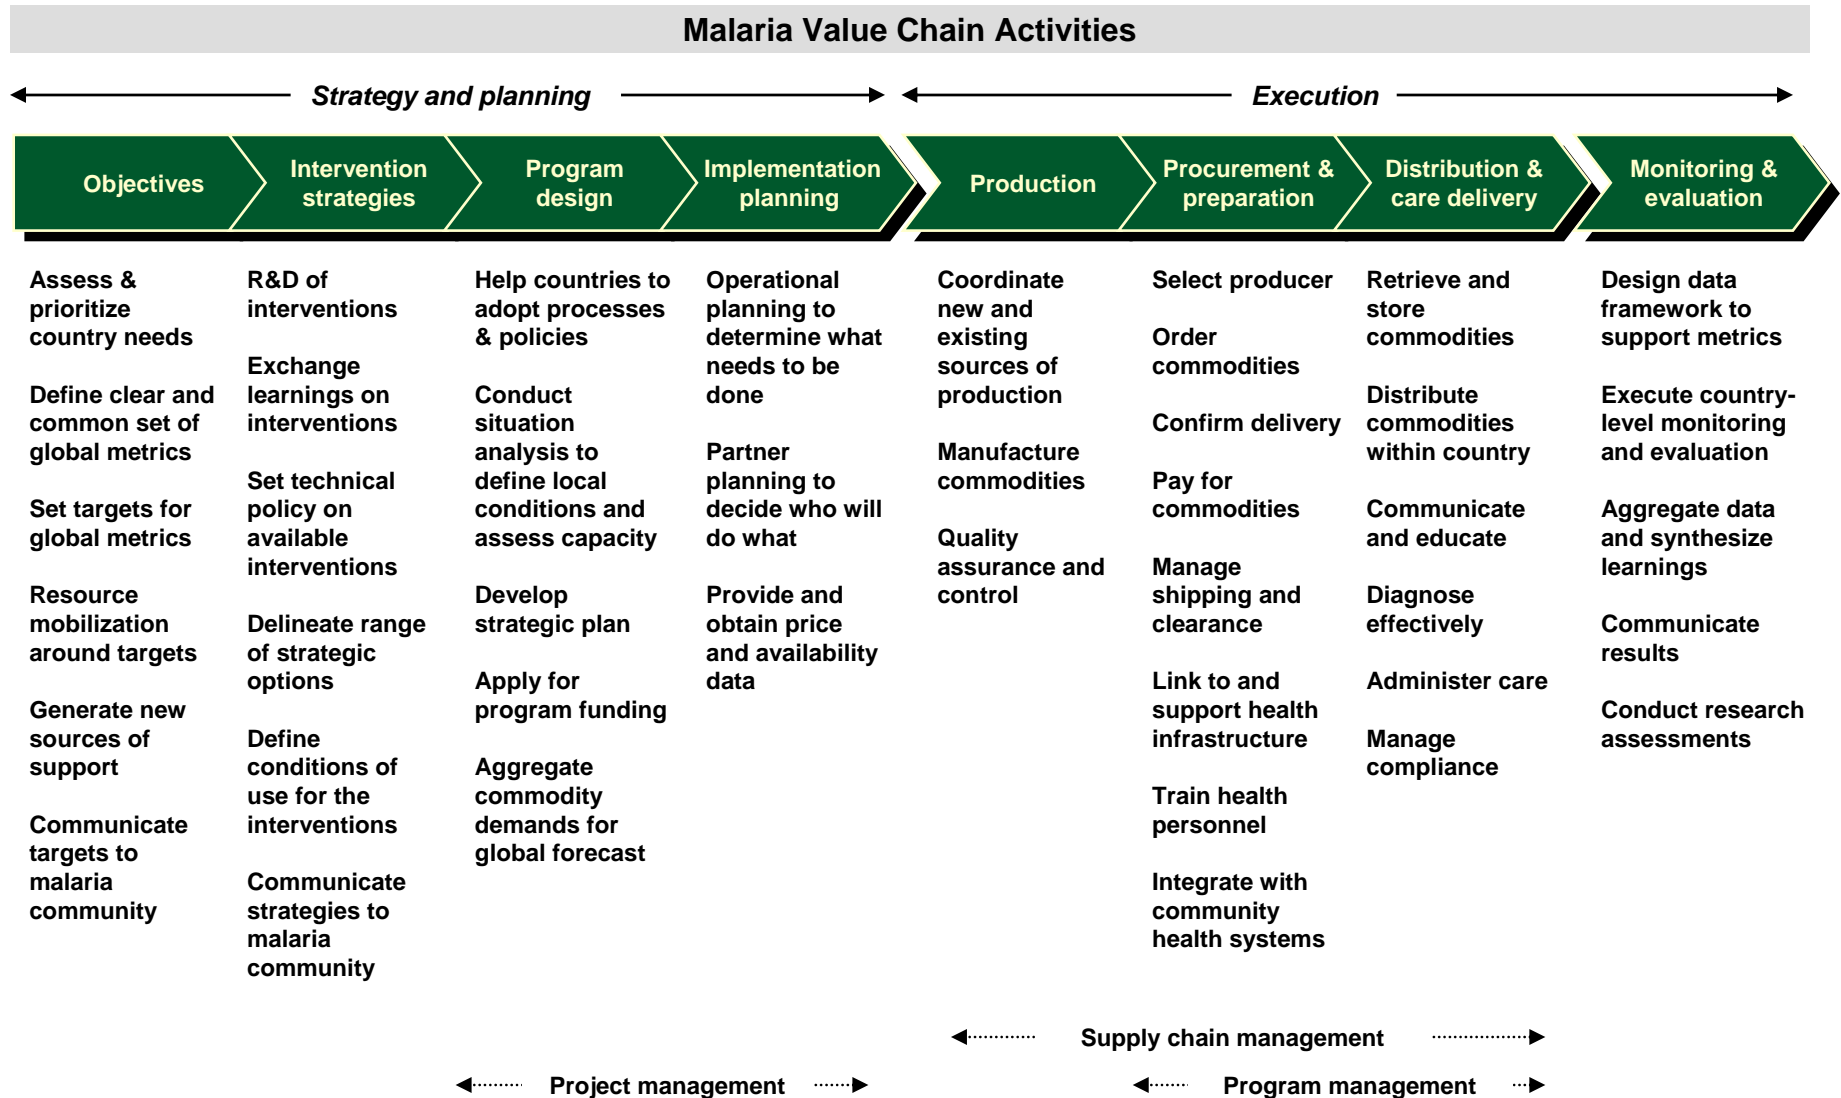 Malaria Value Chain Activities
Strategy and planning
Execution
Objectives
Intervention
strategies
Program
design
Implementation
planning
Production
Procurement &
preparation
Distribution &
care delivery
Monitoring &
evaluation
Assess &
prioritize
country needs
Define clear and
common set of
global metrics
Set targets for
global metrics
Resource
mobilization
around targets
Generate new
sources of
support
Communicate
targets to
malaria
community
R&D of
interventions
Exchange
learnings on
interventions
Set technical
policy on
available
interventions
Delineate range
of strategic
options
Define
conditions of
use for the
interventions
Communicate
strategies to
malaria
community
Help countries to
adopt processes
& policies
Conduct
situation
analysis to
define local
conditions and
assess capacity
Develop
strategic plan
Apply for
program funding
Aggregate
commodity
demands for
global forecast
Operational
planning to
determine what
needs to be
done
Partner
planning to
decide who will
do what
Provide and
obtain price
and availability
data
Coordinate
new and
existing
sources of
production
Manufacture
commodities
Quality
assurance and
control
Select producer
Order
commodities
Confirm delivery
Pay for
commodities
Manage
shipping and
clearance
Link to and
support health
infrastructure
Train health
personnel
Integrate with
community
health systems
Retrieve and
store
commodities
Distribute
commodities
within country
Communicate
and educate
Diagnose
effectively
Administer care
Manage
compliance
Design data
framework to
support metrics
Execute country-
level monitoring
and evaluation
Aggregate data
and synthesize
learnings
Communicate
results
Conduct research
assessments
Supply chain management
Project management
Program management